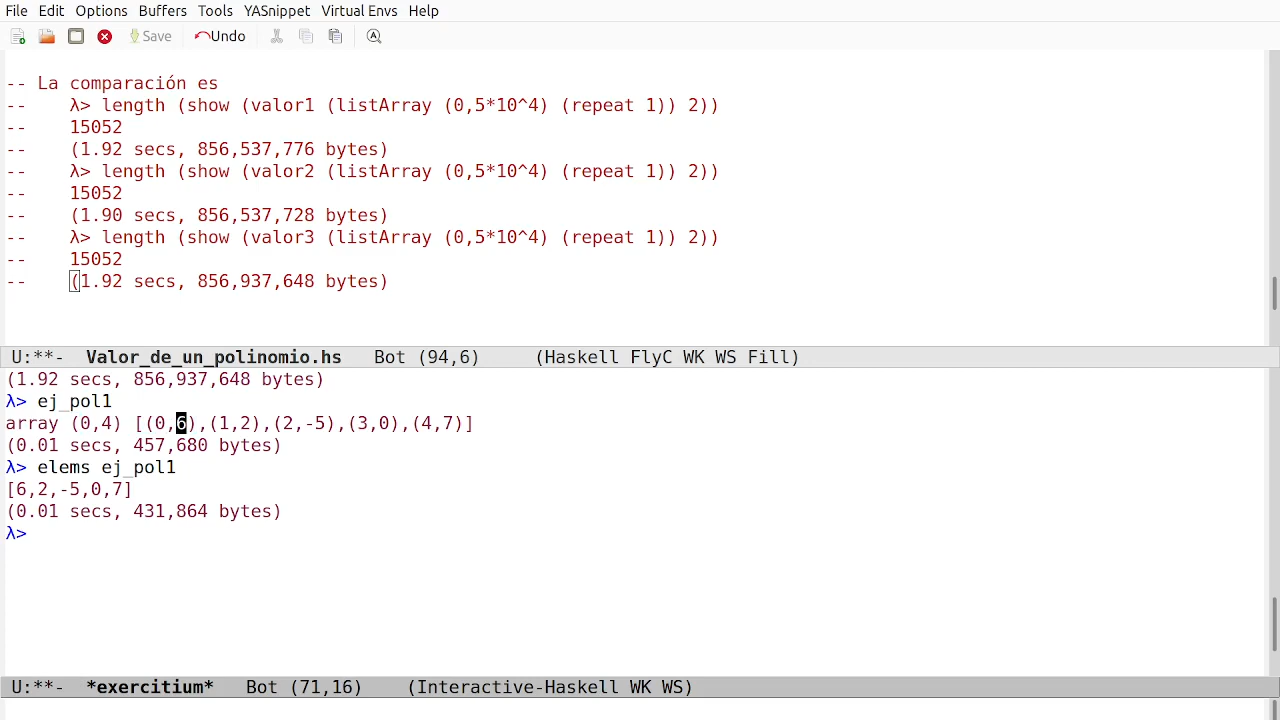 File Edit Options Buffers Tools YASnippet Virtual Envs Help
Save Undo
-- La comparación es
--    λ> length (show (valor1 (listArray (0,5*10^4) (repeat 1)) 2))
--    15052
--    (1.92 secs, 856,537,776 bytes)
--    λ> length (show (valor2 (listArray (0,5*10^4) (repeat 1)) 2))
--    15052
--    (1.90 secs, 856,537,728 bytes)
--    λ> length (show (valor3 (listArray (0,5*10^4) (repeat 1)) 2))
--    15052
--    (1.92 secs, 856,937,648 bytes)
U:**-  Valor_de_un_polinomio.hs   Bot (94,6)     (Haskell FlyC WK WS Fill)
(1.92 secs, 856,937,648 bytes)
λ> ej_pol1
array (0,4) [(0,6),(1,2),(2,-5),(3,0),(4,7)]
(0.01 secs, 457,680 bytes)
λ> elems ej_pol1
[6,2,-5,0,7]
(0.01 secs, 431,864 bytes)
λ>
U:**-  *exercitium*   Bot (71,16)    (Interactive-Haskell WK WS)